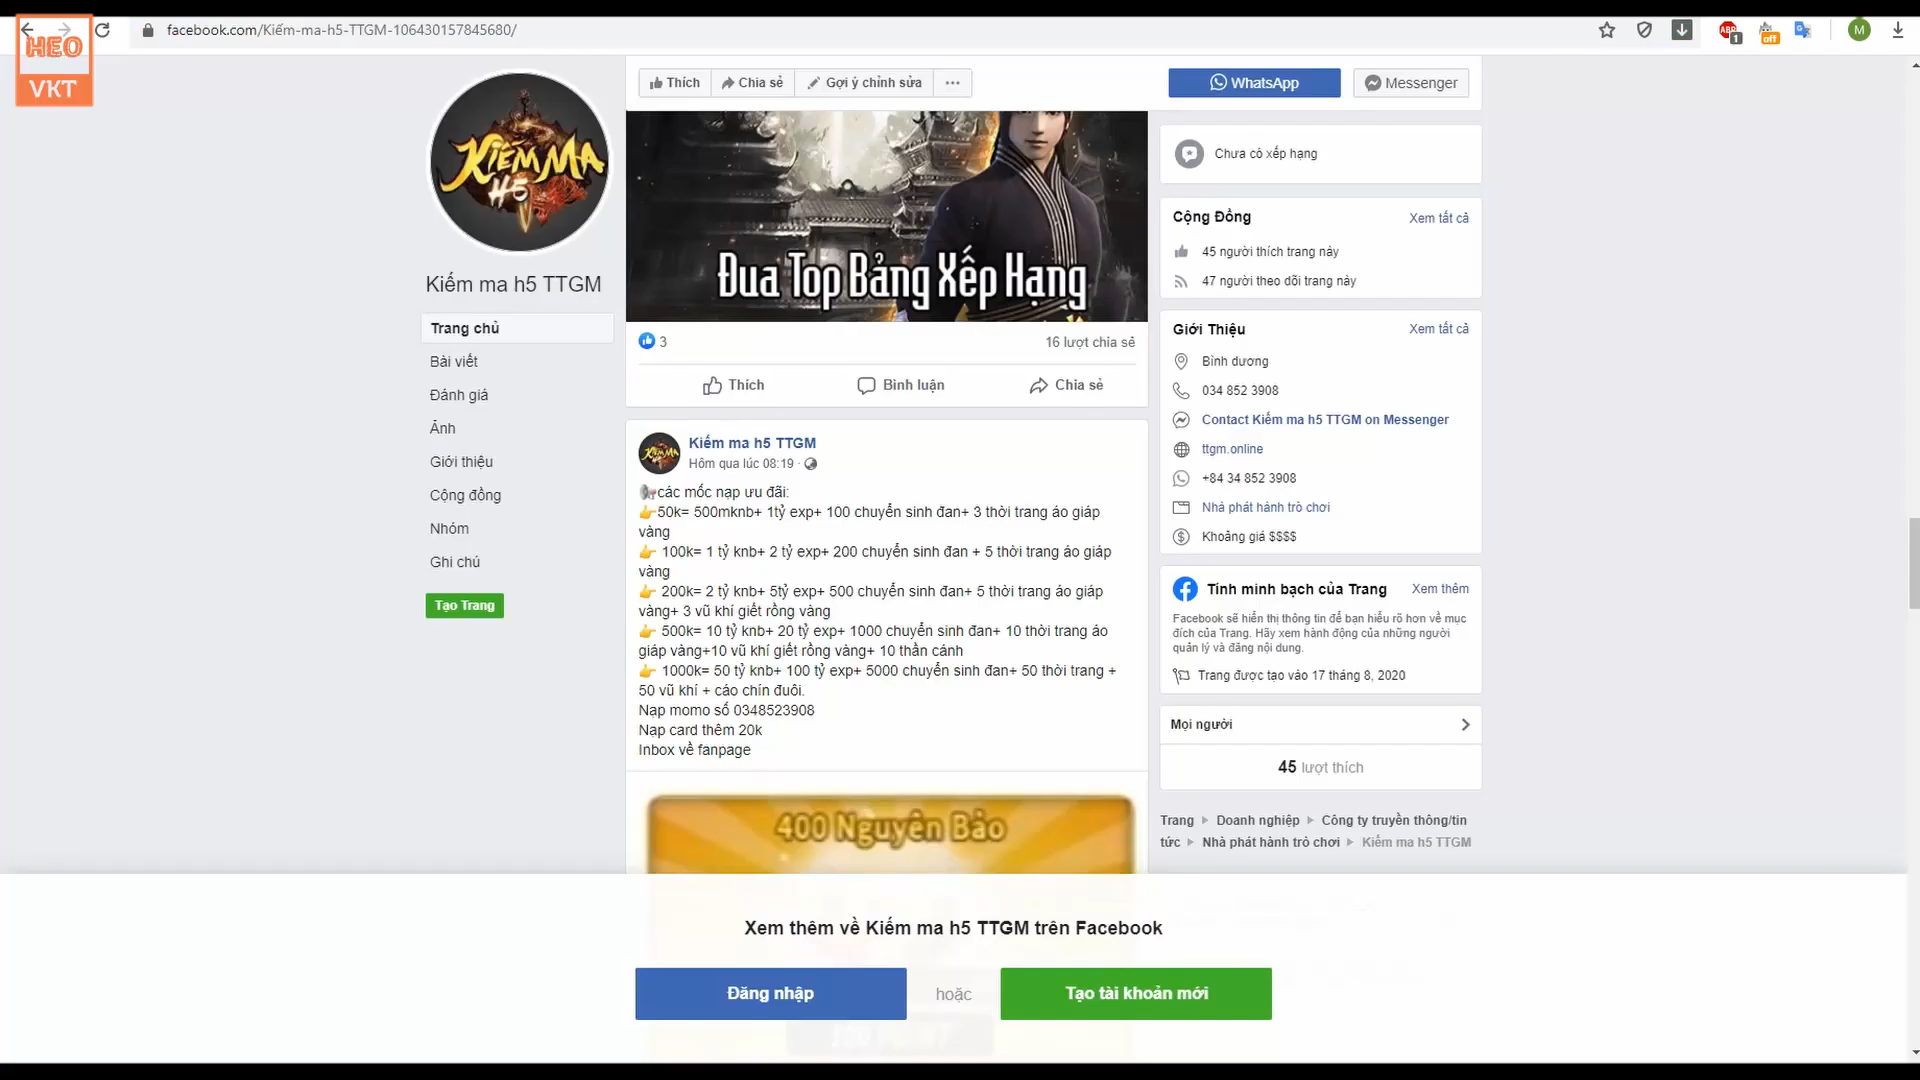 facebook.com/Kiếm-ma-h5-TTGM-106430157845680/
HEO
VKT
ABP
1
off
M
Thích
Chia sẻ
Gợi ý chỉnh sửa
WhatsApp
Messenger
KIẾM MA
H5
Kiếm ma h5 TTGM
Trang chủ
Bài viết
Đánh giá
Ảnh
Giới thiệu
Cộng đồng
Nhóm
Ghi chú
Tạo Trang
Đua Top Bảng Xếp Hạng
3
16 lượt chia sẻ
Thích
Bình luận
Chia sẻ
KIẾM MA
Kiếm ma h5 TTGM
Hôm qua lúc 08:19 ·
các mốc nạp ưu đãi:
50k= 500mknb+ 1tỷ exp+ 100 chuyển sinh đan+ 3 thời trang áo giáp
vàng
100k= 1 tỷ knb+ 2 tỷ exp+ 200 chuyển sinh đan + 5 thời trang áo giáp
vàng
200k= 2 tỷ knb+ 5tỷ exp+ 500 chuyển sinh đan+ 5 thời trang áo giáp
vàng+ 3 vũ khí giết rồng vàng
500k= 10 tỷ knb+ 20 tỷ exp+ 1000 chuyển sinh đan+ 10 thời trang áo
giáp vàng+10 vũ khí giết rồng vàng+ 10 thần cánh
1000k= 50 tỷ knb+ 100 tỷ exp+ 5000 chuyển sinh đan+ 50 thời trang +
50 vũ khí + cáo chín đuôi.
Nạp momo số 0348523908
Nạp card thêm 20k
Inbox về fanpage
400 Nguyên Bảo
Chưa có xếp hạng
Cộng Đồng
Xem tất cả
45 người thích trang này
47 người theo dõi trang này
Giới Thiệu
Xem tất cả
Bình dương
034 852 3908
Contact Kiếm ma h5 TTGM on Messenger
ttgm.online
+84 34 852 3908
Nhà phát hành trò chơi
Khoảng giá $$$$
Tính minh bạch của Trang
Xem thêm
Facebook sẽ hiển thị thông tin để bạn hiểu rõ hơn về mục
đích của Trang. Hãy xem hành động của những người
quản lý và đăng nội dung.
Trang được tạo vào 17 tháng 8, 2020
Mọi người
45 lượt thích
Trang
Doanh nghiệp
Công ty truyền thông/tin
tức
Nhà phát hành trò chơi
Kiếm ma h5 TTGM
Xem thêm về Kiếm ma h5 TTGM trên Facebook
Đăng nhập
hoặc
Tạo tài khoản mới